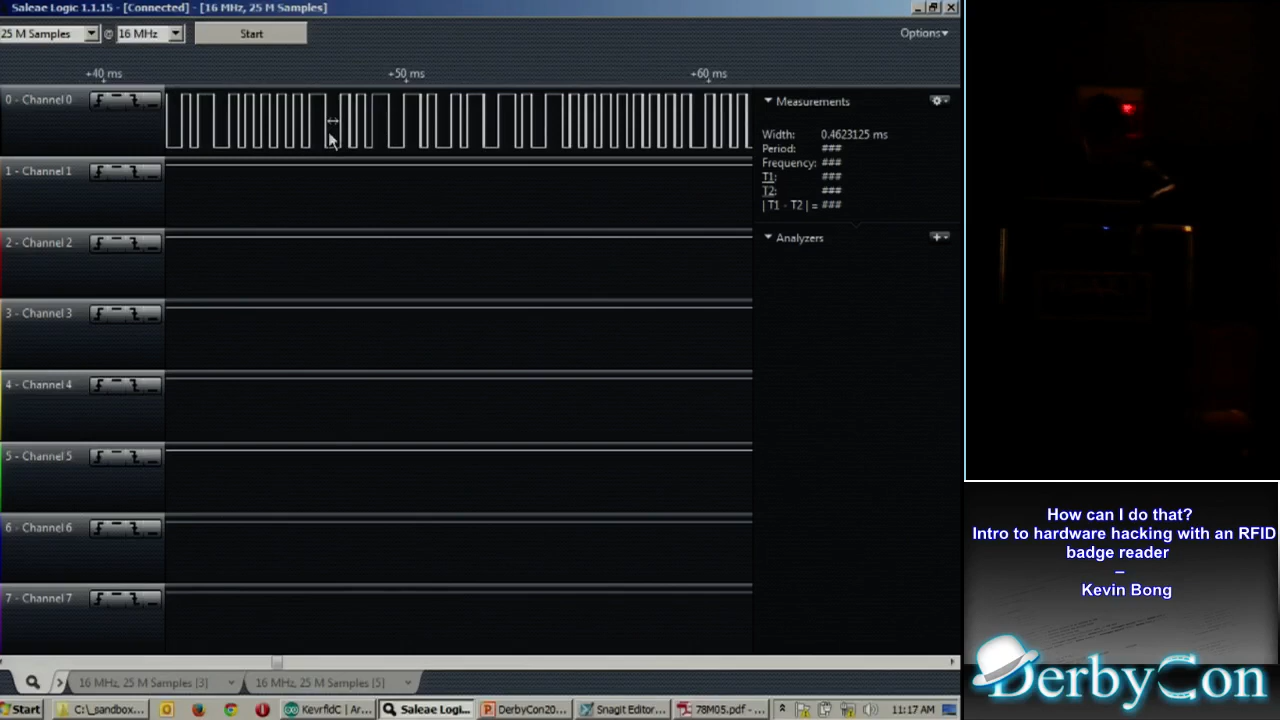 Saleae Logic 1.1.15 - [Connected] - [16 MHz, 25 M Samples]
25 M Samples @ 16 MHz Start Options
+40 ms +50 ms +60 ms
0 - Channel 0
1 - Channel 1
2 - Channel 2
3 - Channel 3
4 - Channel 4
5 - Channel 5
6 - Channel 6
7 - Channel 7
Measurements
Width: 0.4623125 ms
Period: ###
Frequency: ###
T1: ###
T2: ###
| T1 - T2 | = ###
Analyzers
16 MHz, 25 M Samples [3] 16 MHz, 25 M Samples [5]
Start C:\_sandbox... KevrfidC | Ar... Saleae Logi... DerbyCon20... Snagit Editor... 78M05.pdf - ... 11:17 AM
How can I do that?
Intro to hardware hacking with an RFID
badge reader
–
Kevin Bong
DerbyCon